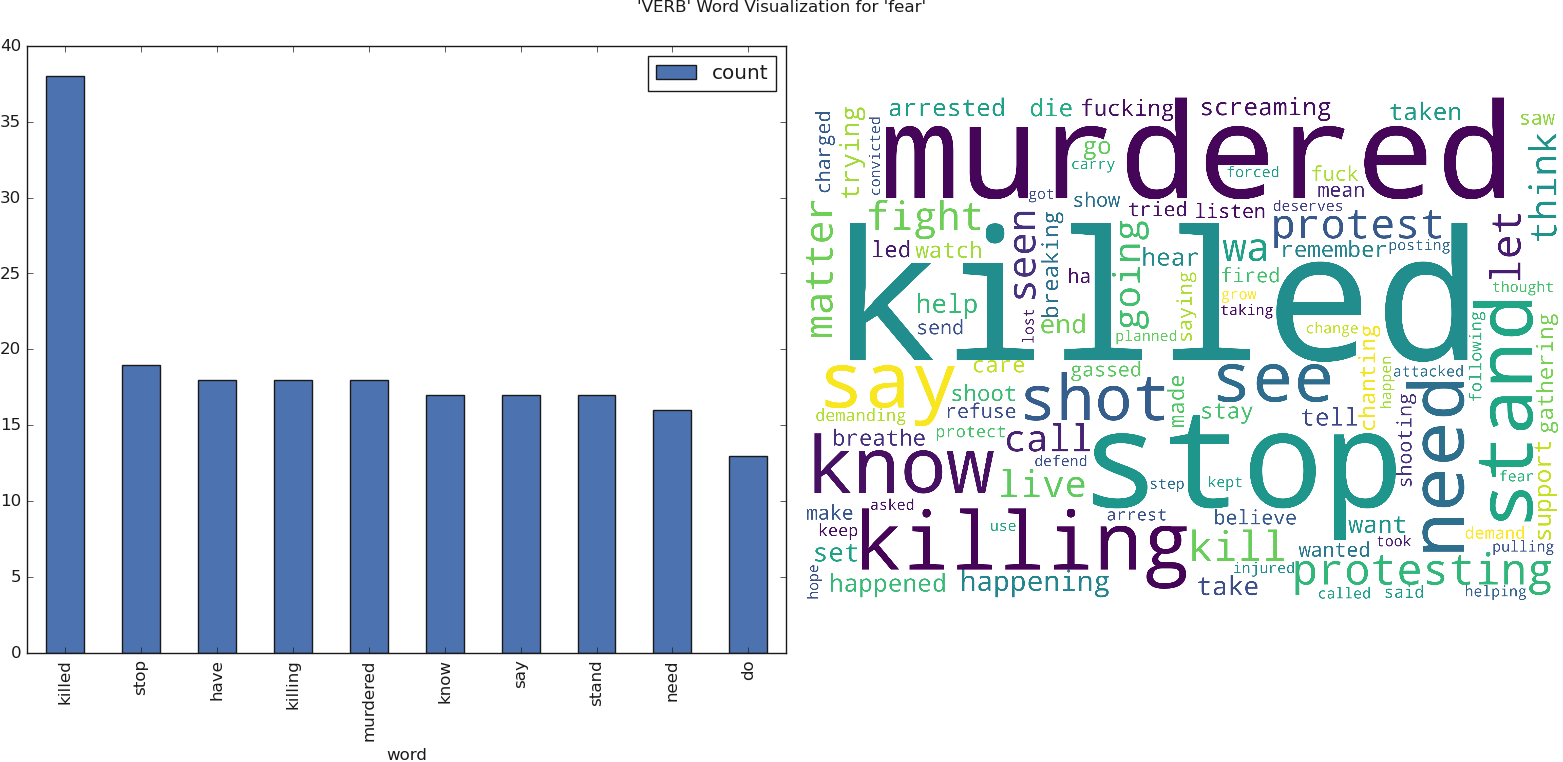 'VERB' Word Visualization for 'fear'
40
35
30
25
20
15
10
5
0
count
killed
stop
have
killing
murdered
know
say
stand
need
do
word
charged
trying
convicted
arrested
die
fucking
screaming
taken
saw
murdered
go
carry
forced
fuck
mean
think
matter
fight
got
show
tried
listen
deserves
protest
let
led
watch
seen
breaking
ha
going
hear
wa
remember
posting
killed
fired
grow
taking
thought
help
send
lost
end
planned
saying
change
chanting
happen
following
stand
gathering
say
care
gassed
see
attacked
demanding
shoot
refuse
shot
made
stay
tell
need
breathe
protect
call
defend
stop
shooting
know
live
step
kept
fear
support
make
keep
asked
killing
use
arrest
believe
want
took
demand
pulling
set
kill
wanted
hope
happened
happening
take
injured
protesting
called
said
helping